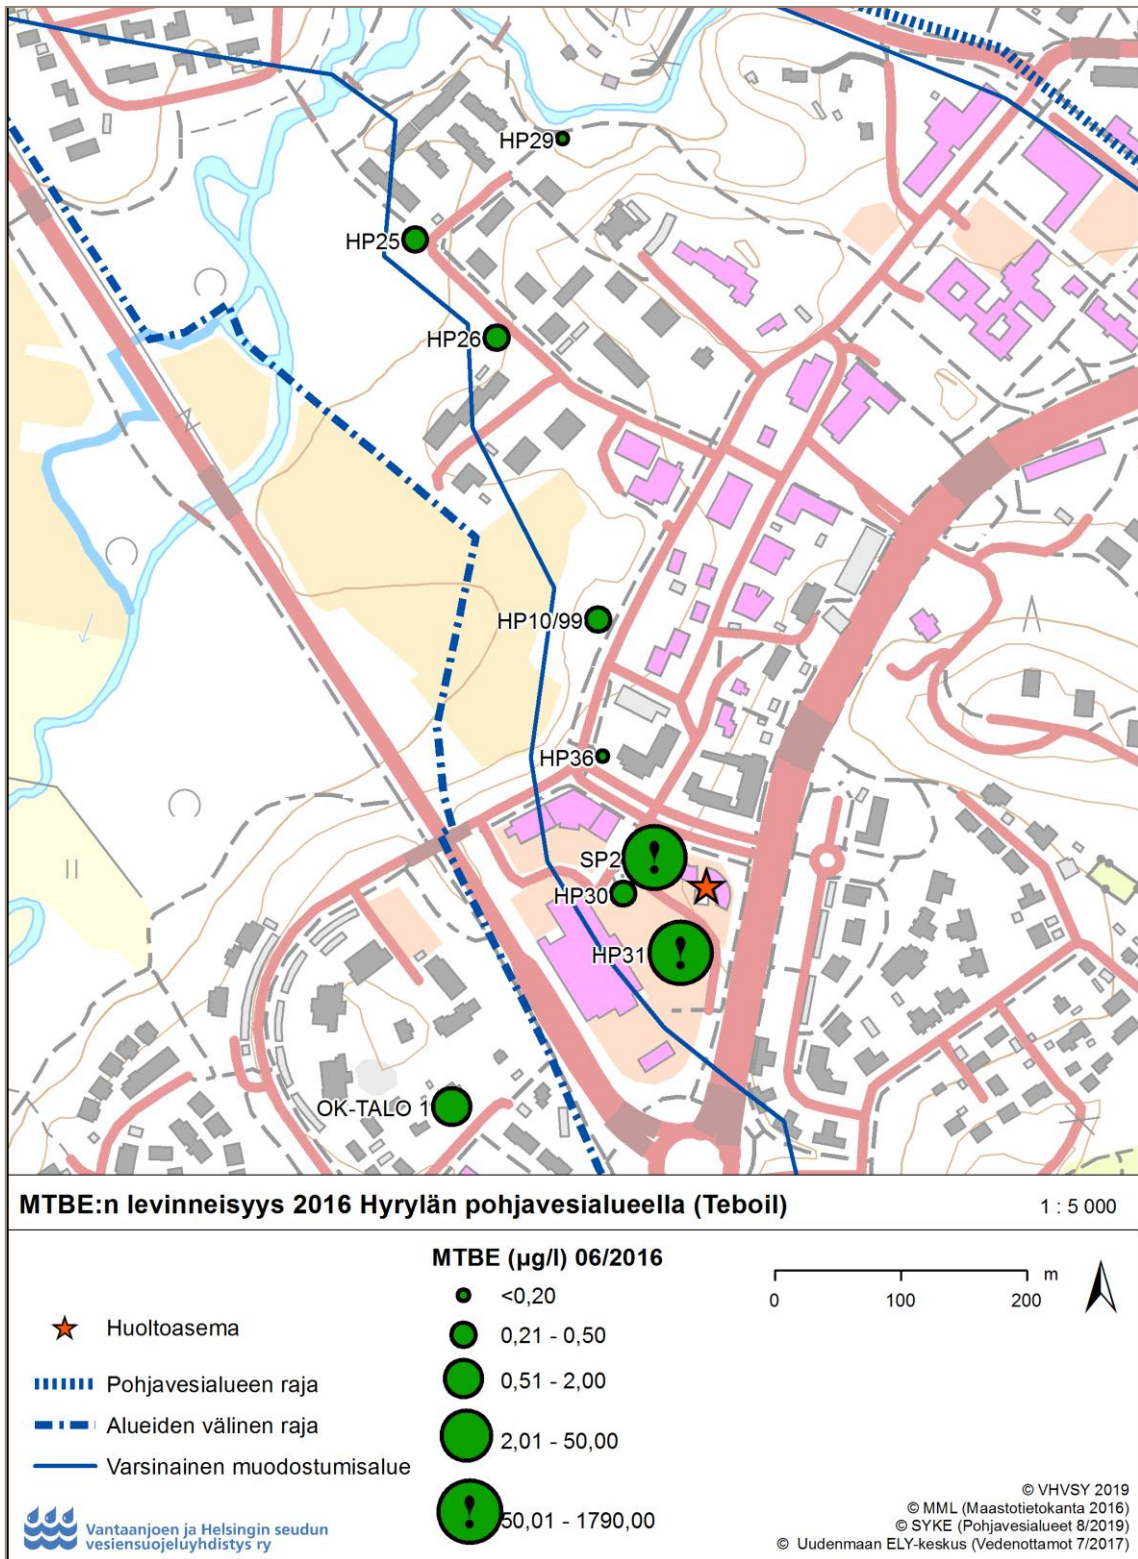 HP29
HP25
HP26
HP10/99
HP36
SP2
HP30
HP31
OK-TALO 1
MTBE:n levinneisyys 2016 Hyrylän pohjavesialueella (Teboil)
1 : 5 000
MTBE (µg/l) 06/2016
<0,20
0,21 - 0,50
0,51 - 2,00
2,01 - 50,00
50,01 - 1790,00
Huoltoasema
Pohjavesialueen raja
Alueiden välinen raja
Varsinainen muodostumisalue
m
0 100 200
Vantaanjoen ja Helsingin seudun
vesiensuojeluyhdistys ry
© VHVSY 2019
© MML (Maastotietokanta 2016)
© SYKE (Pohjavesialueet 8/2019)
© Uudenmaan ELY-keskus (Vedenottamot 7/2017)